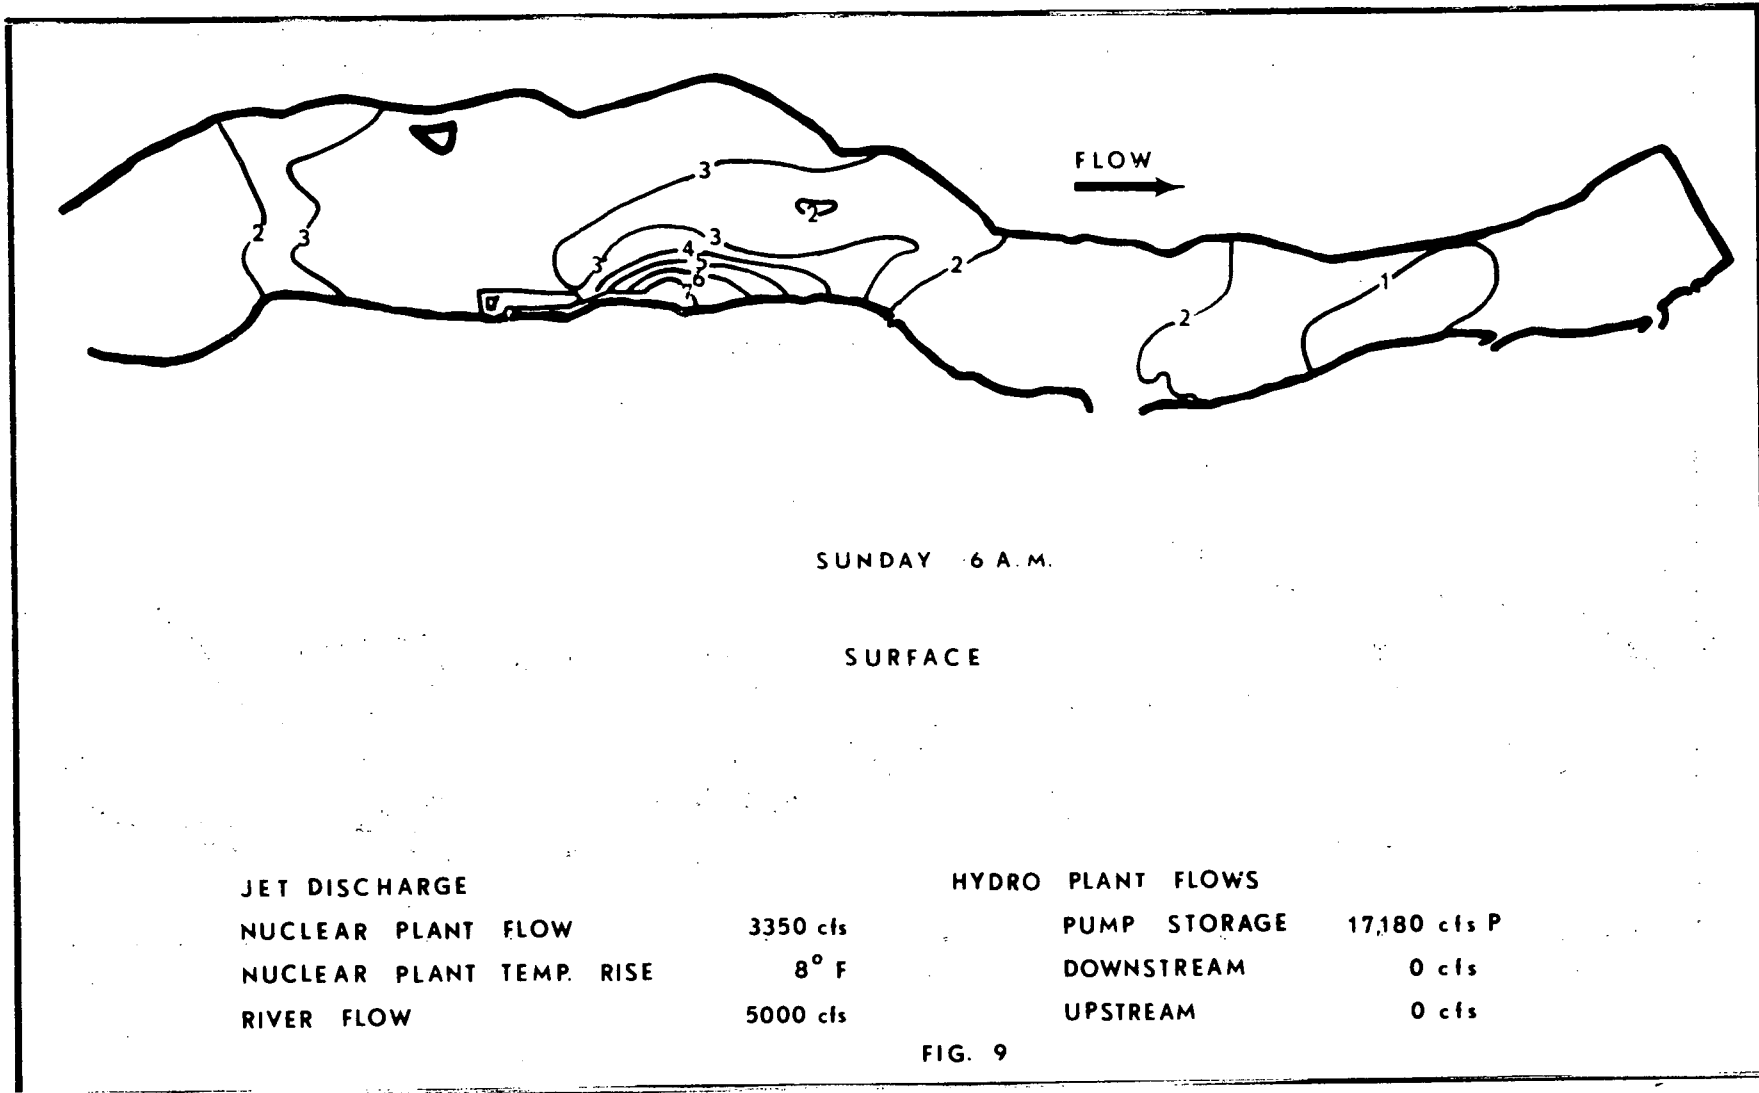 FLOW
3
2
3
4
5
6
7
3
3
2
2
2
3
1
2
SUNDAY 6 A.M.
SURFACE
JET DISCHARGE
NUCLEAR PLANT FLOW 3350 cfs
NUCLEAR PLANT TEMP. RISE 8° F
RIVER FLOW 5000 cfs
HYDRO PLANT FLOWS
PUMP STORAGE 17,180 cfs P
DOWNSTREAM 0 cfs
UPSTREAM 0 cfs
FIG. 9